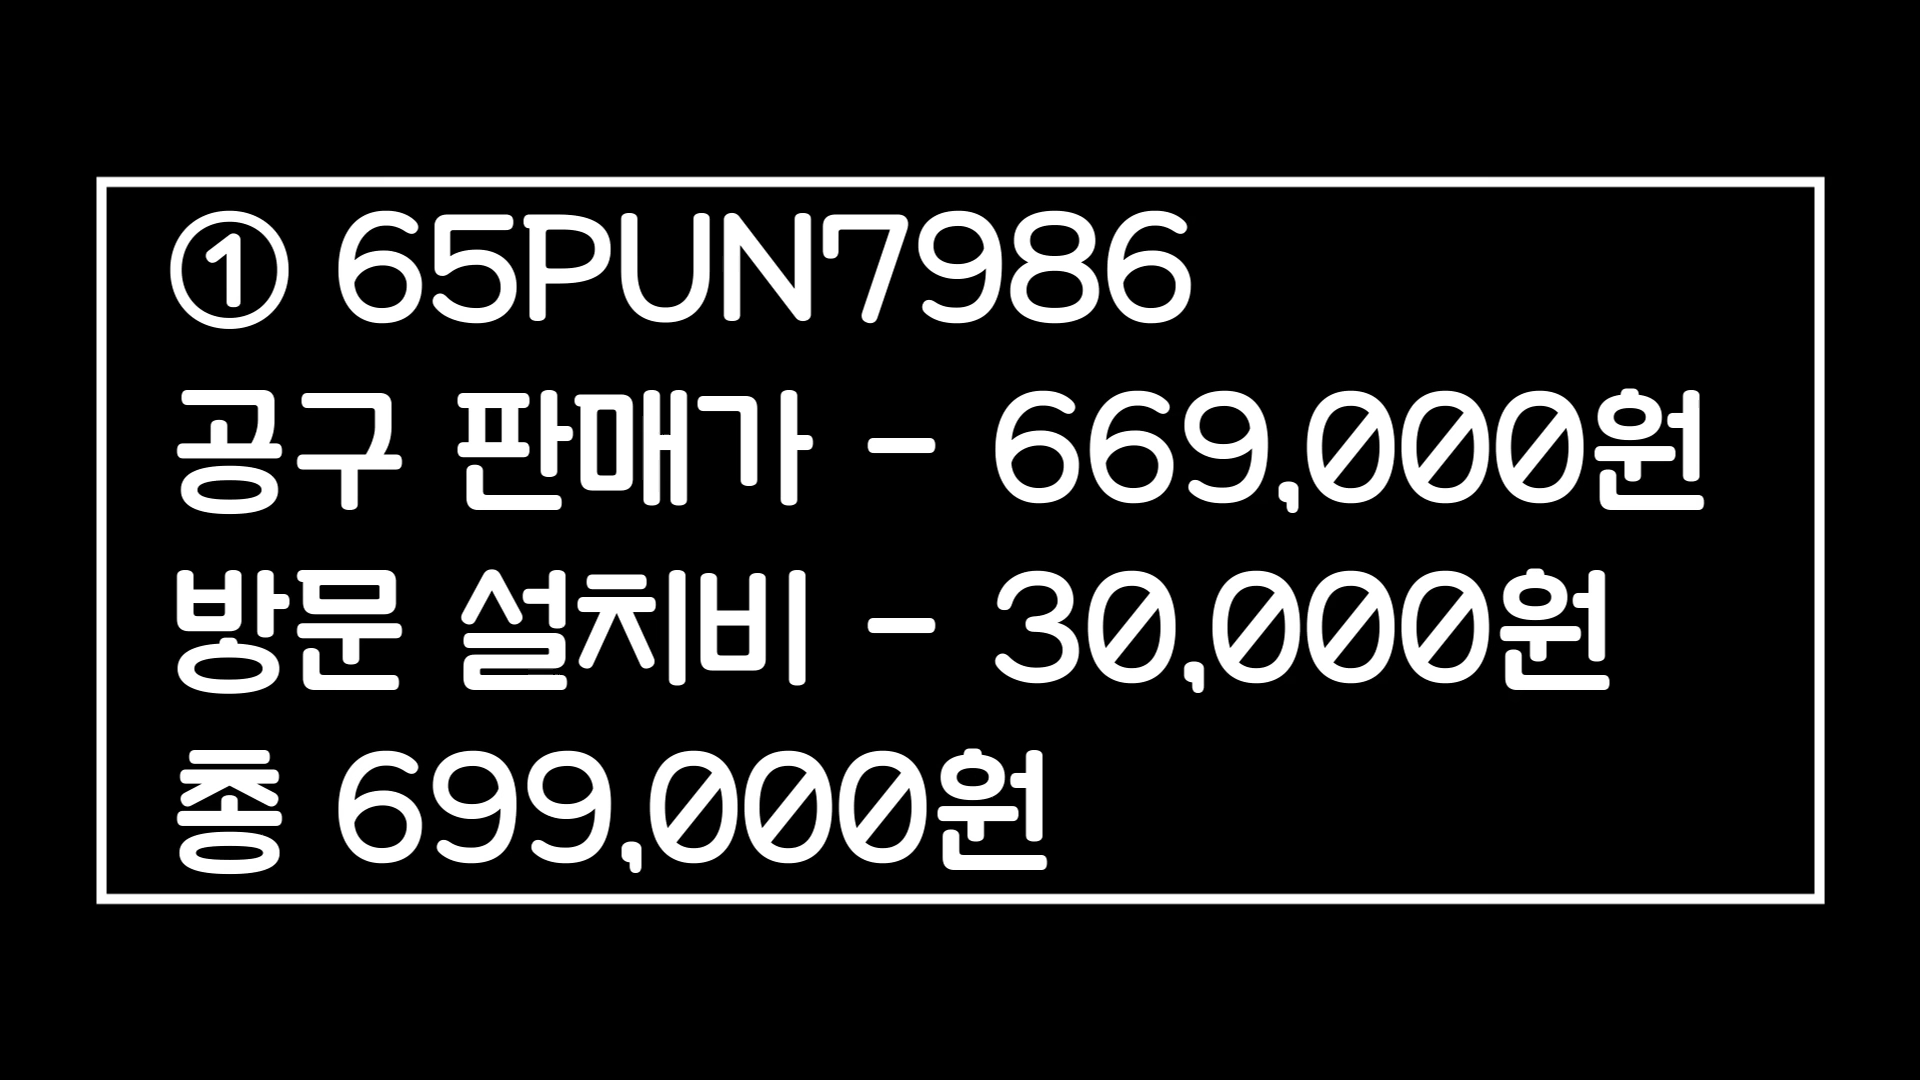 ① 65PUN7986
공구 판매가 - 669,000원
방문 설치비 - 30,000원
총 699,000원